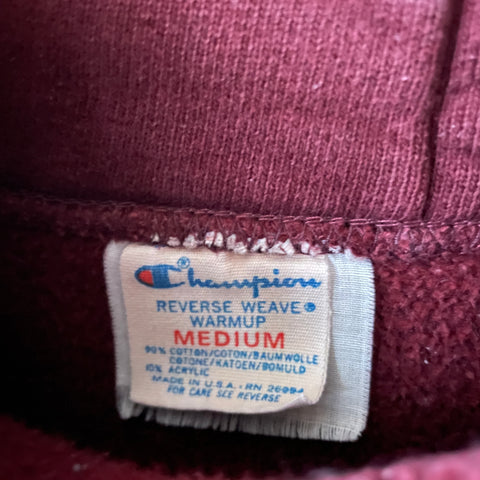 Champion
REVERSE WEAVE®
WARMUP
MEDIUM
90% COTTON/COTON/BAUMWOLLE
COTONE/KATOEN/BOMULD
10% ACRYLIC
MADE IN U.S.A.·RN 26094
FOR CARE SEE REVERSE